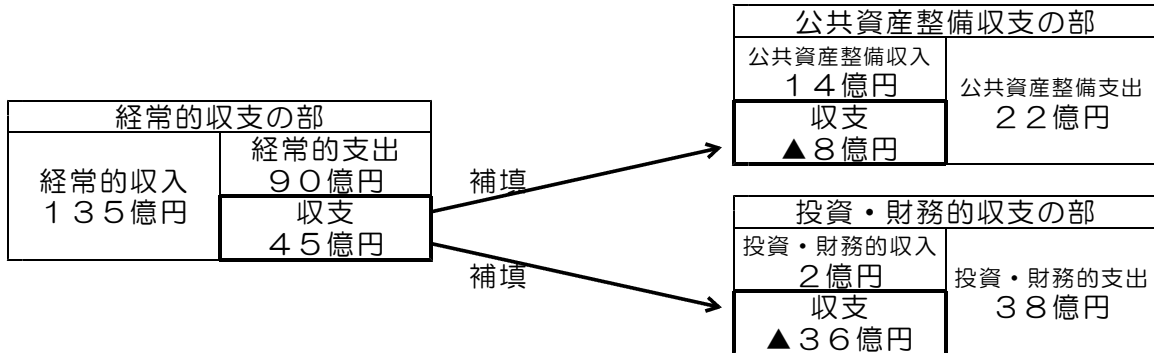 経常的収支の部
経常的収入
１３５億円
経常的支出
９０億円
収支
４５億円
補填
補填
公共資産整備収支の部
公共資産整備収入
１４億円
収支
▲８億円
公共資産整備支出
２２億円
投資・財務的収支の部
投資・財務的収入
２億円
収支
▲３６億円
投資・財務的支出
３８億円